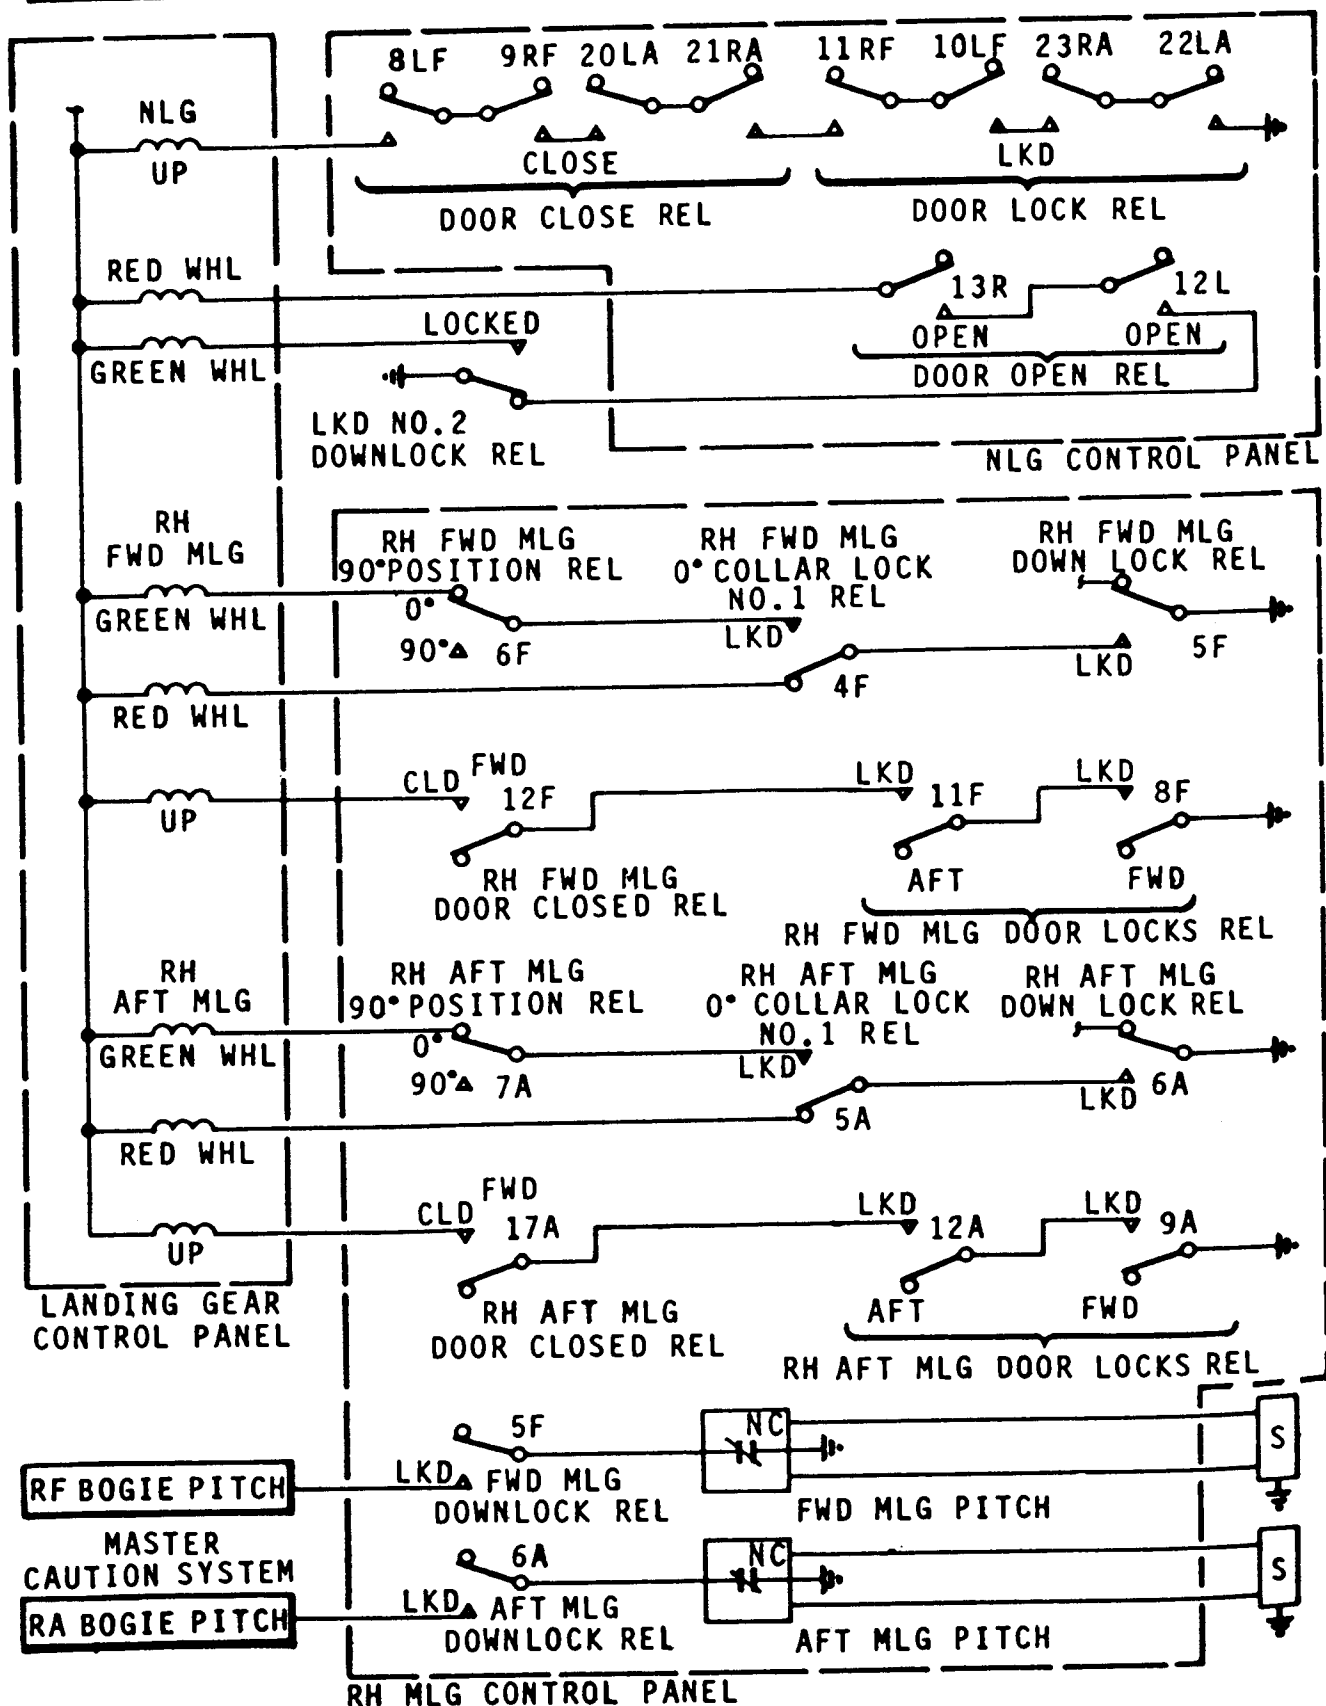 8LF 9RF 20LA 21RA 11RF 10LF 23RA 22LA
NLG
UP
CLOSE
LKD
DOOR CLOSE REL
DOOR LOCK REL
RED WHL
13R
12L
LOCKED
OPEN
OPEN
GREEN WHL
DOOR OPEN REL
LKD NO.2
DOWNLOCK REL
NLG CONTROL PANEL
RH
FWD MLG
RH FWD MLG
90° POSITION REL
RH FWD MLG
0° COLLAR LOCK
NO.1 REL
RH FWD MLG
DOWN LOCK REL
GREEN WHL
0°
90°
6F
LKD
4F
LKD
5F
RED WHL
CLD
FWD
12F
LKD
11F
LKD
8F
UP
RH FWD MLG
DOOR CLOSED REL
AFT
FWD
RH FWD MLG DOOR LOCKS REL
RH
AFT MLG
RH AFT MLG
90° POSITION REL
RH AFT MLG
0° COLLAR LOCK
NO.1 REL
RH AFT MLG
DOWN LOCK REL
GREEN WHL
0°
90°
7A
LKD
5A
LKD
6A
RED WHL
CLD
FWD
17A
LKD
12A
LKD
9A
UP
RH AFT MLG
DOOR CLOSED REL
AFT
FWD
RH AFT MLG DOOR LOCKS REL
LANDING GEAR
CONTROL PANEL
5F
NC
S
RF BOGIE PITCH
LKD
FWD MLG
DOWNLOCK REL
FWD MLG PITCH
MASTER
CAUTION SYSTEM
6A
NC
S
RA BOGIE PITCH
LKD
AFT MLG
DOWNLOCK REL
AFT MLG PITCH
RH MLG CONTROL PANEL